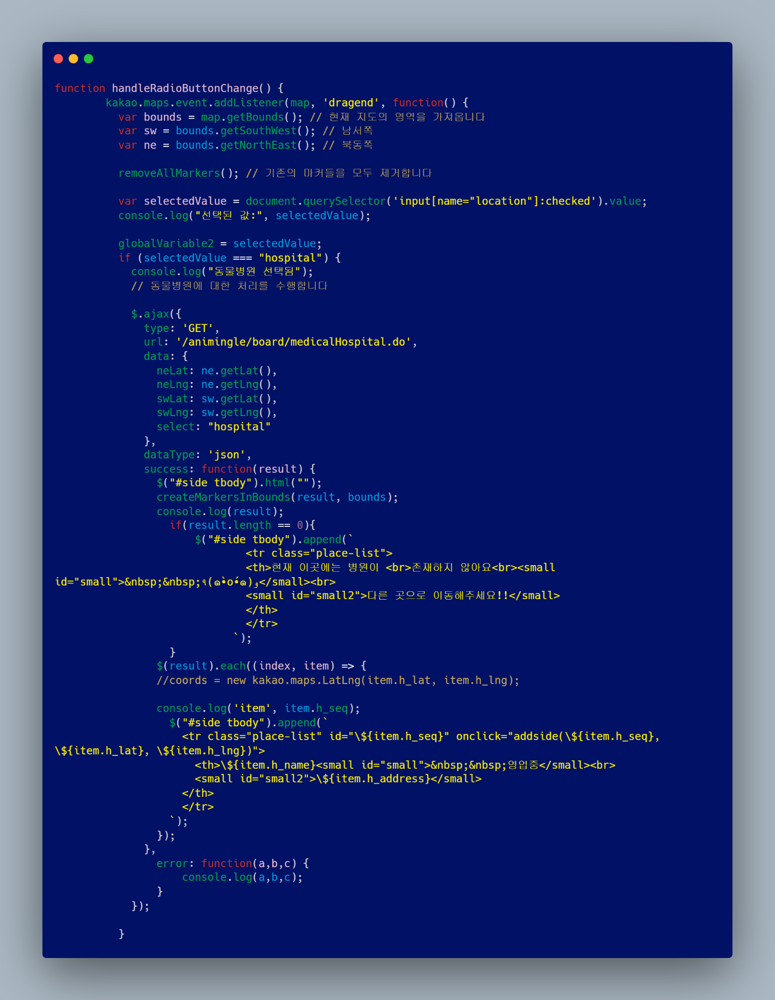 function handleRadioButtonChange() {
        kakao.maps.event.addListener(map, 'dragend', function() {
          var bounds = map.getBounds(); // 현재 지도의 영역을 가져옵니다
          var sw = bounds.getSouthWest(); // 남서쪽
          var ne = bounds.getNorthEast(); // 북동쪽

          removeAllMarkers(); // 기존의 마커들을 모두 제거합니다

          var selectedValue = document.querySelector('input[name="location"]:checked').value;
          console.log("선택된 값:", selectedValue);

          globalVariable2 = selectedValue;
          if (selectedValue === "hospital") {
            console.log("동물병원 선택됨");
            // 동물병원에 대한 처리를 수행합니다

            $.ajax({
              type: 'GET',
              url: '/animingle/board/medicalHospital.do',
              data: {
                neLat: ne.getLat(),
                neLng: ne.getLng(),
                swLat: sw.getLat(),
                swLng: sw.getLng(),
                select: "hospital"
              },
              dataType: 'json',
              success: function(result) {
                $("#side tbody").html("");
                createMarkersInBounds(result, bounds);
                console.log(result);
                  if(result.length == 0){
                      $("#side tbody").append(`
                              <tr class="place-list">
                              <th>현재 이곳에는 병원이 <br>존재하지 않아요<br><small
id="small">&nbsp;&nbsp;٩(๑•̀o•́๑)و</small><br>
                              <small id="small2">다른 곳으로 이동해주세요!!</small>
                              </th>
                              </tr>
                            `);
                  }
                $(result).each((index, item) => {
                //coords = new kakao.maps.LatLng(item.h_lat, item.h_lng);

                console.log('item', item.h_seq);
                  $("#side tbody").append(`
                    <tr class="place-list" id="\${item.h_seq}" onclick="addside(\${item.h_seq},
\${item.h_lat}, \${item.h_lng})">
                      <th>\${item.h_name}<small id="small">&nbsp;&nbsp;영업중</small><br>
                      <small id="small2">\${item.h_address}</small>
                    </th>
                    </tr>
                  `);
                });
              },
                error: function(a,b,c) {
                    console.log(a,b,c);
                }
            });

          }